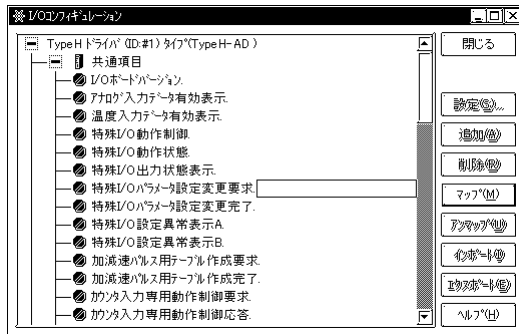 I/Oコンフィギュレーション
TypeHドライバ (ID:#1) タイプ(TypeH-AD )
共通項目
I/Oボードバージョン.
アナログ入力データ有効表示.
温度入力データ有効表示.
特殊I/O動作制御.
特殊I/O動作状態.
特殊I/O出力状態表示.
特殊I/Oパラメータ設定変更要求.
特殊I/Oパラメータ設定変更完了.
特殊I/O設定異常表示A.
特殊I/O設定異常表示B.
加減速パルス用テーブル作成要求.
加減速パルス用テーブル作成完了.
カウンタ入力専用動作制御要求.
カウンタ入力専用動作制御応答.
閉じる
設定(S)...
追加(A)
削除(R)
マップ(M)
アンマップ(U)
インポート(I)
エクスポート(E)
ヘルプ(H)